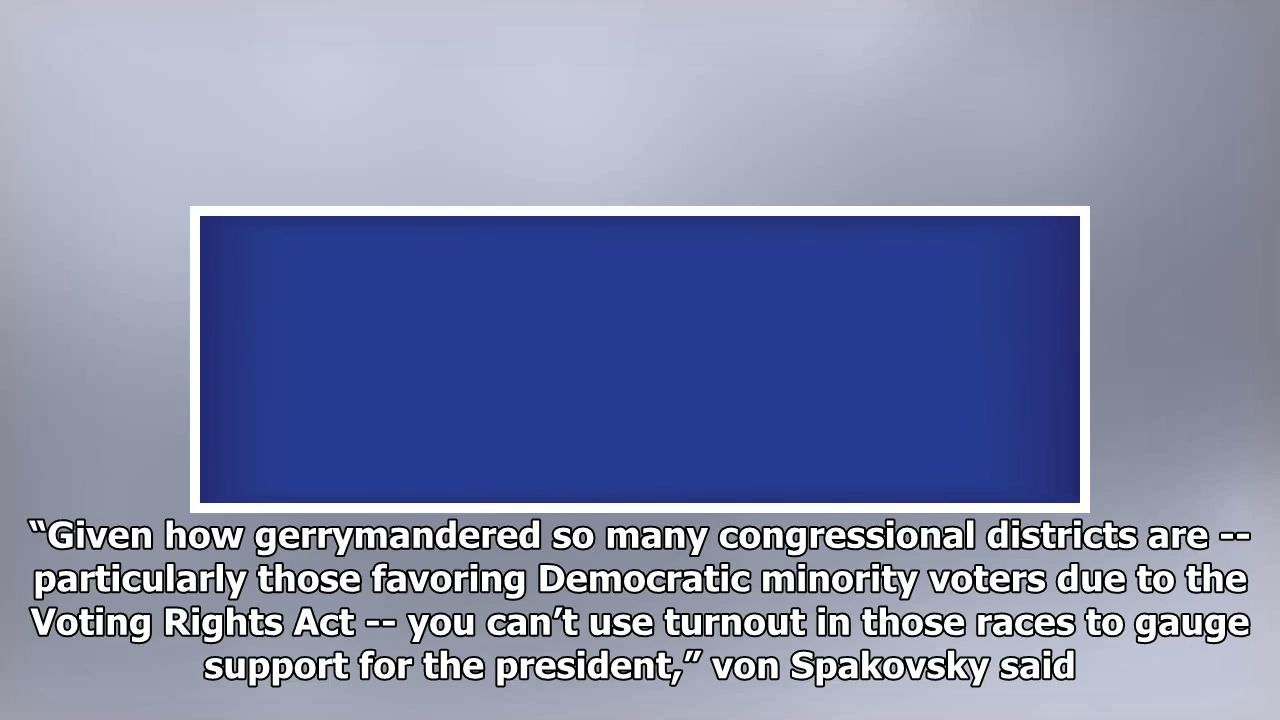 “Given how gerrymandered so many congressional districts are --
particularly those favoring Democratic minority voters due to the
Voting Rights Act -- you can’t use turnout in those races to gauge
support for the president,” von Spakovsky said